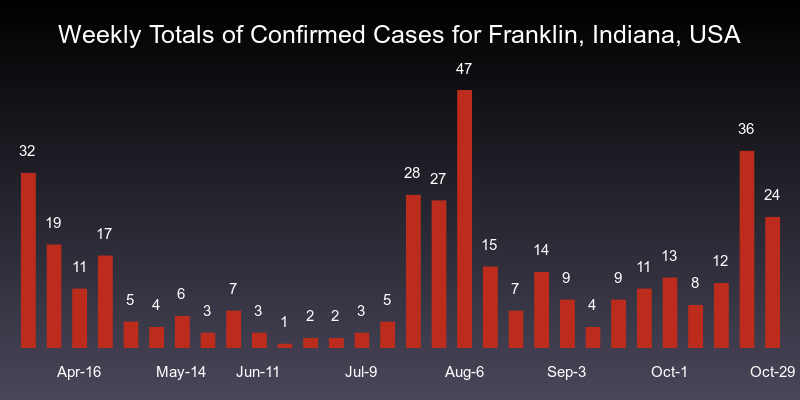 Weekly Totals of Confirmed Cases for Franklin, Indiana, USA
32 19 11 17 5 4 6 3 7 3 1 2 2 3 5 28 27 47 15 7 14 9 4 9 11 13 8 12 36 24
Apr-16 May-14 Jun-11 Jul-9 Aug-6 Sep-3 Oct-1 Oct-29